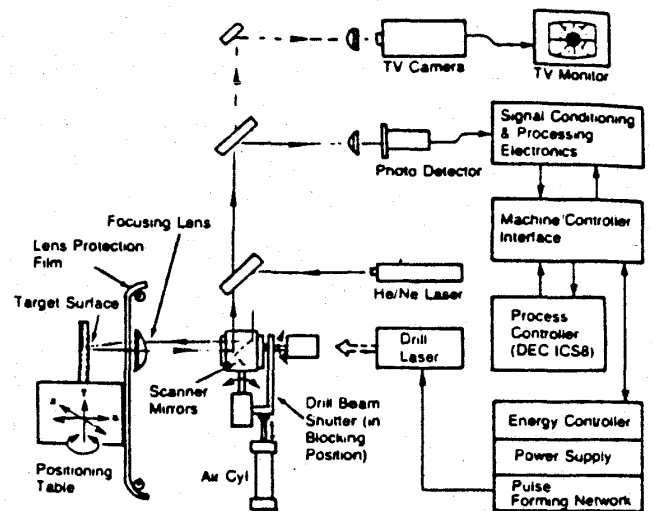 TV Camera
TV Monitor
Signal Conditioning
& Processing
Electronics
Photo Detector
Machine Controller
Interface
Focusing Lens
Lens Protection
Film
Target Surface
He/Ne Laser
Process
Controller
(DEC ICS8)
Drill
Laser
Scanner
Mirrors
Drill Beam
Shutter (in
Blocking
Position)
Energy Controller
Power Supply
Pulse
Forming Network
Positioning
Table
Air Cyl